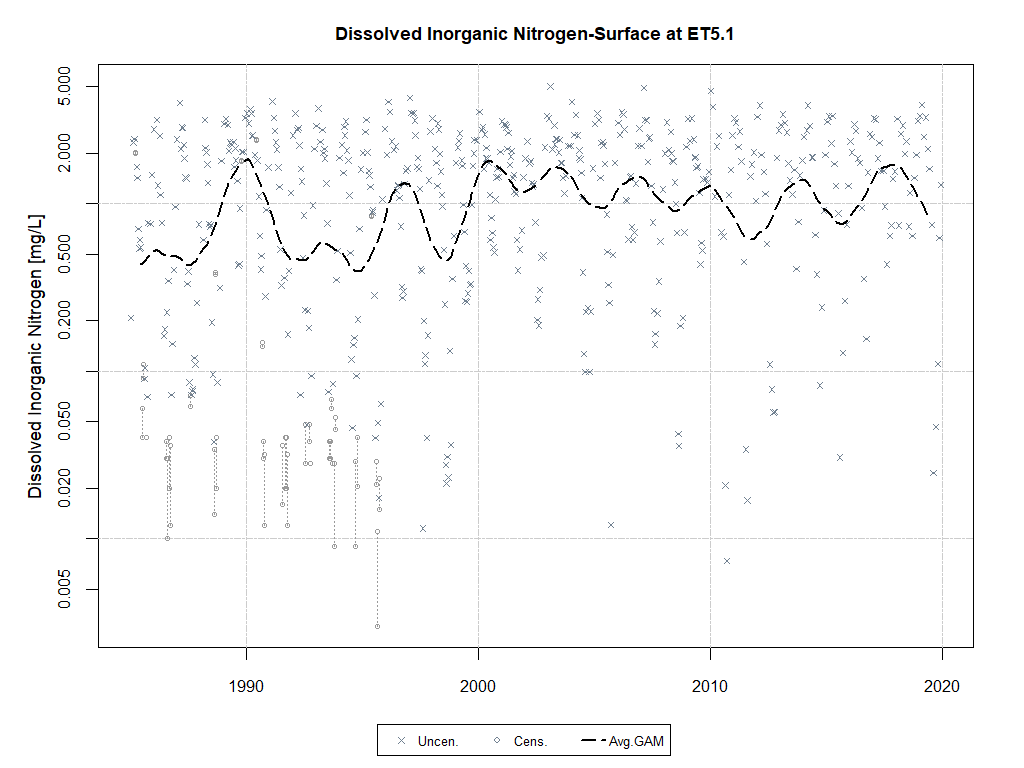 Dissolved Inorganic Nitrogen-Surface at ET5.1
Dissolved Inorganic Nitrogen [mg/L]
5.000
2.000
0.500
0.200
0.050
0.020
0.005
1990 2000 2010 2020
Uncen. Cens. Avg.GAM